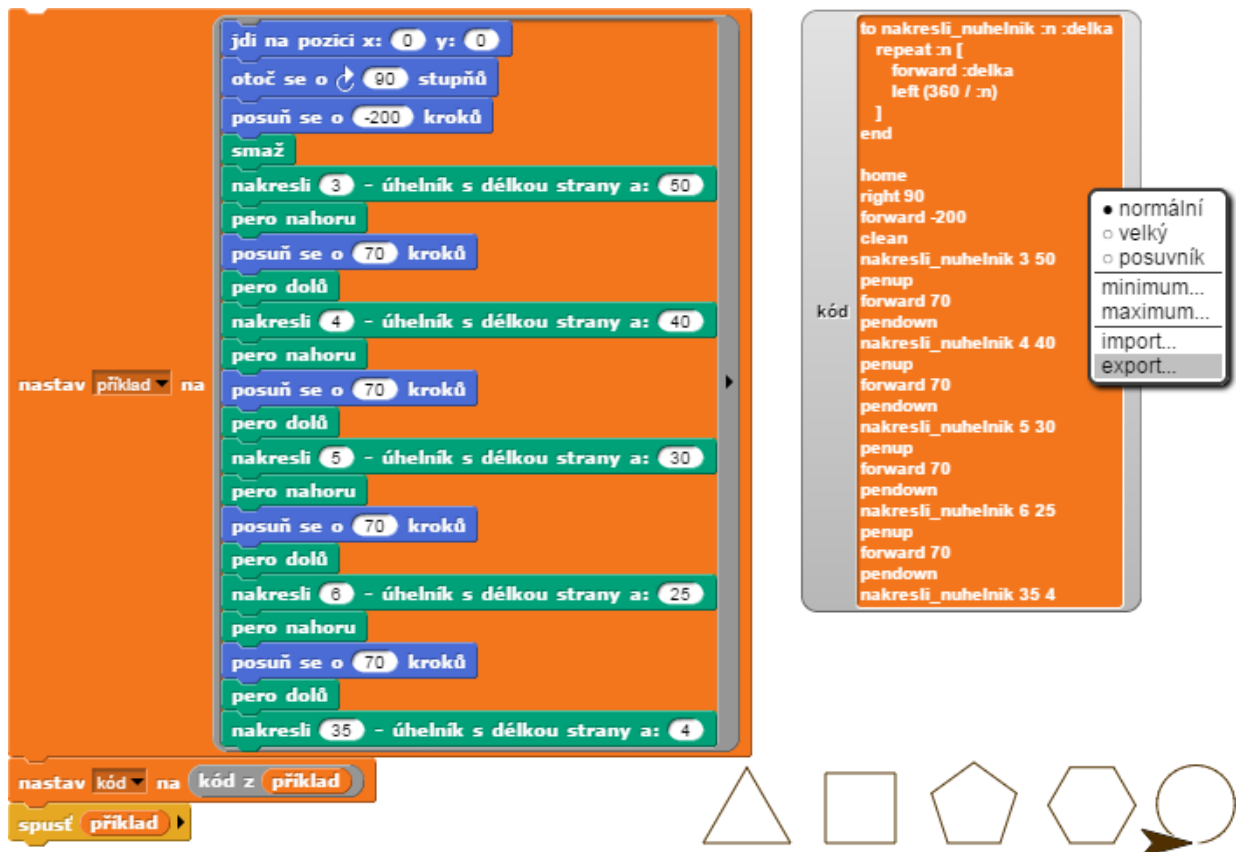 jdi na pozici x: 0 y: 0
otoč se o 90 stupňů
posuň se o -200 kroků
smaž
nakresli 3 - úhelník s délkou strany a: 50
pero nahoru
posuň se o 70 kroků
pero dolů
nakresli 4 - úhelník s délkou strany a: 40
pero nahoru
nastav příklad na
posuň se o 70 kroků
pero dolů
nakresli 5 - úhelník s délkou strany a: 30
pero nahoru
posuň se o 70 kroků
pero dolů
nakresli 6 - úhelník s délkou strany a: 25
pero nahoru
posuň se o 70 kroků
pero dolů
nakresli 35 - úhelník s délkou strany a: 4
nastav kód na kód z příklad
spusť příklad
kód
to nakresli_nuhelnik :n :delka
repeat :n [
forward :delka
left (360 / :n)
]
end
home
right 90
forward -200
clean
nakresli_nuhelnik 3 50
penup
forward 70
pendown
nakresli_nuhelnik 4 40
penup
forward 70
pendown
nakresli_nuhelnik 5 30
penup
forward 70
pendown
nakresli_nuhelnik 6 25
penup
forward 70
pendown
nakresli_nuhelnik 35 4
normální
velký
posuvník
minimum...
maximum...
import...
export...